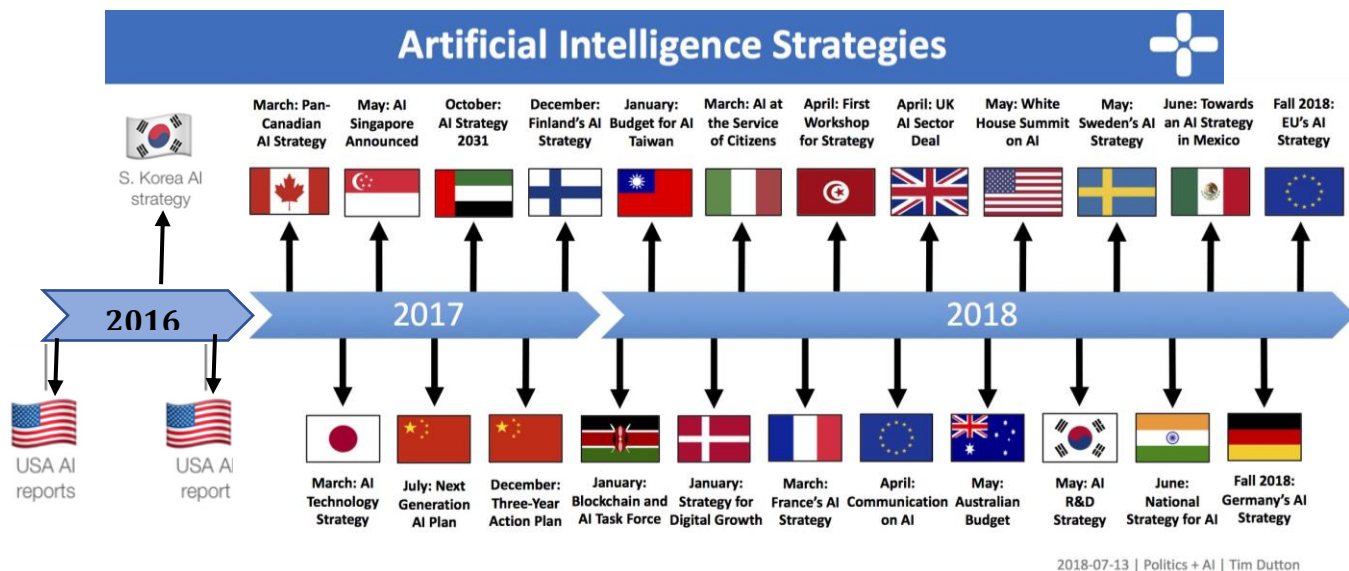 Artificial Intelligence Strategies
S. Korea AI
strategy
March: Pan-
Canadian
AI Strategy
May: AI
Singapore
Announced
October:
AI Strategy
2031
December:
Finland's AI
Strategy
January:
Budget for AI
Taiwan
March: AI at
the Service
of Citizens
April: First
Workshop
for Strategy
April: UK
AI Sector
Deal
May: White
House Summit
on AI
May:
Sweden's AI
Strategy
June: Towards
an AI Strategy
in Mexico
Fall 2018:
EU's AI
Strategy
2016
2017
2018
USA AI
reports
USA AI
report
March: AI
Technology
Strategy
July: Next
Generation
AI Plan
December:
Three-Year
Action Plan
January:
Blockchain and
AI Task Force
January:
Strategy for
Digital Growth
March:
France's AI
Strategy
April:
Communication
on AI
May:
Australian
Budget
May: AI
R&D
Strategy
June:
National
Strategy for AI
Fall 2018:
Germany's AI
Strategy
2018-07-13 | Politics + AI | Tim Dutton